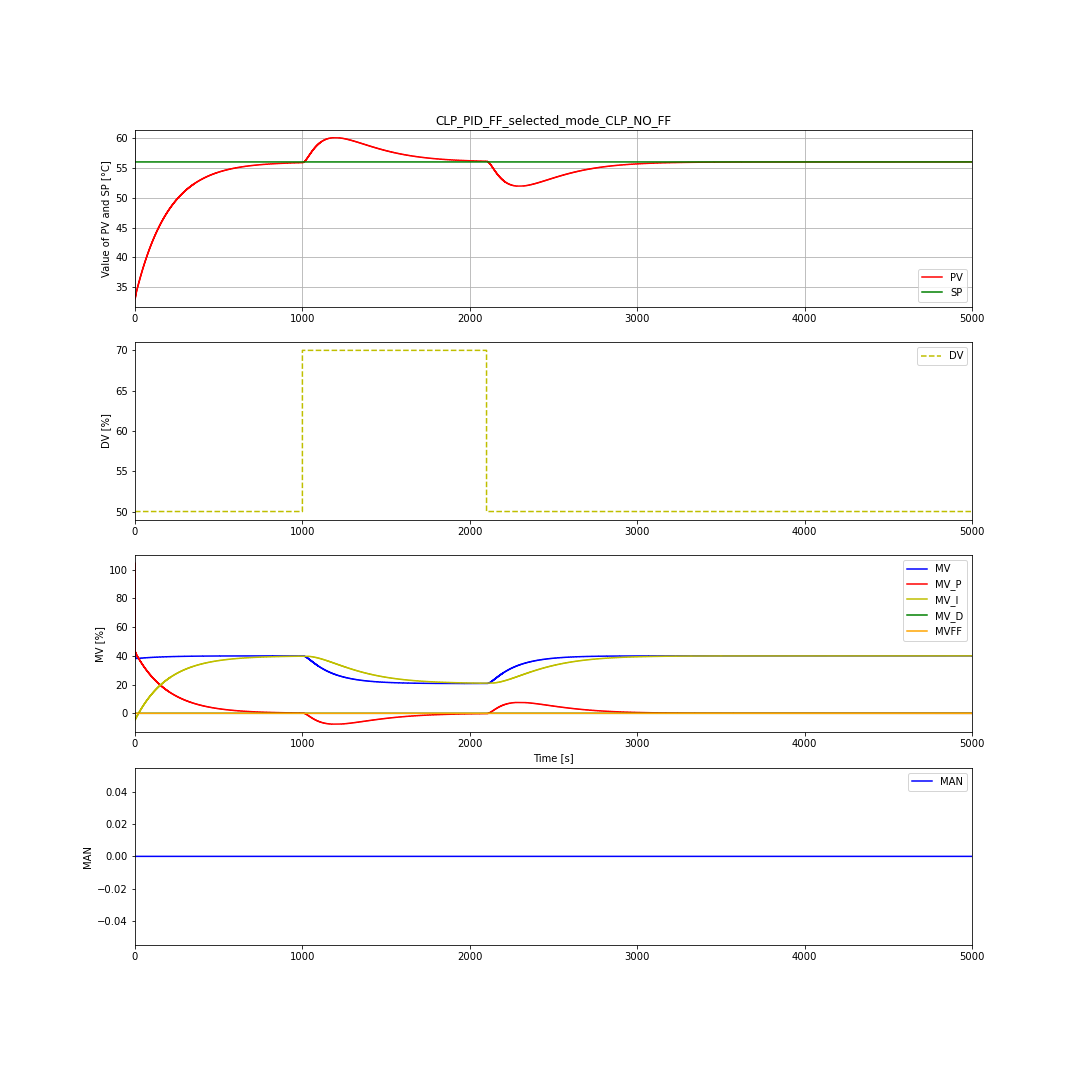 CLP_PID_FF_selected_mode_CLP_NO_FF
Value of PV and SP [°C]
60
55
50
45
40
35
PV
SP
0 1000 2000 3000 4000 5000
DV [%]
70
65
60
55
50
DV
0 1000 2000 3000 4000 5000
MV [%]
100
80
60
40
20
0
MV
MV_P
MV_I
MV_D
MVFF
0 1000 2000 3000 4000 5000
Time [s]
MAN
0.04
0.02
0.00
−0.02
−0.04
MAN
0 1000 2000 3000 4000 5000